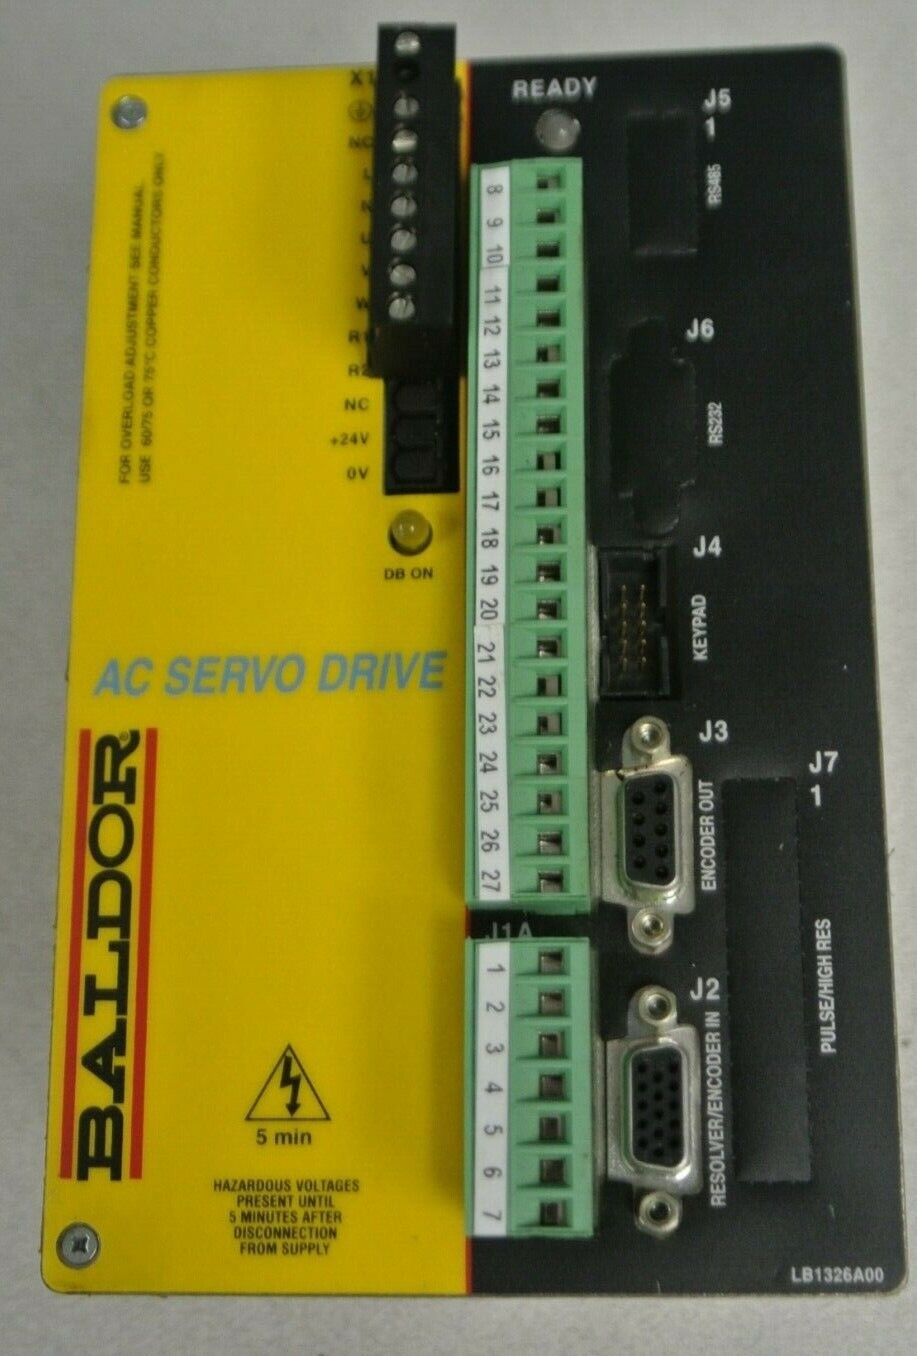 X1
NC
L
N
U
V
W
R1
R2
NC
+24V
0V
DB ON
FOR OVERLOAD ADJUSTMENT SEE MANUAL.
USE 60/75 OR 75°C COPPER CONDUCTORS ONLY
AC SERVO DRIVE
BALDOR
5 min
HAZARDOUS VOLTAGES
PRESENT UNTIL
5 MINUTES AFTER
DISCONNECTION
FROM SUPPLY
READY
8
9
10
11
12
13
14
15
16
17
18
19
20
21
22
23
24
25
26
27
J1A
1
2
3
4
5
6
7
J5
1
RS485
J6
RS232
J4
KEYPAD
J3
ENCODER OUT
J7
1
PULSE/HIGH RES
J2
RESOLVER/ENCODER IN
LB1326A00